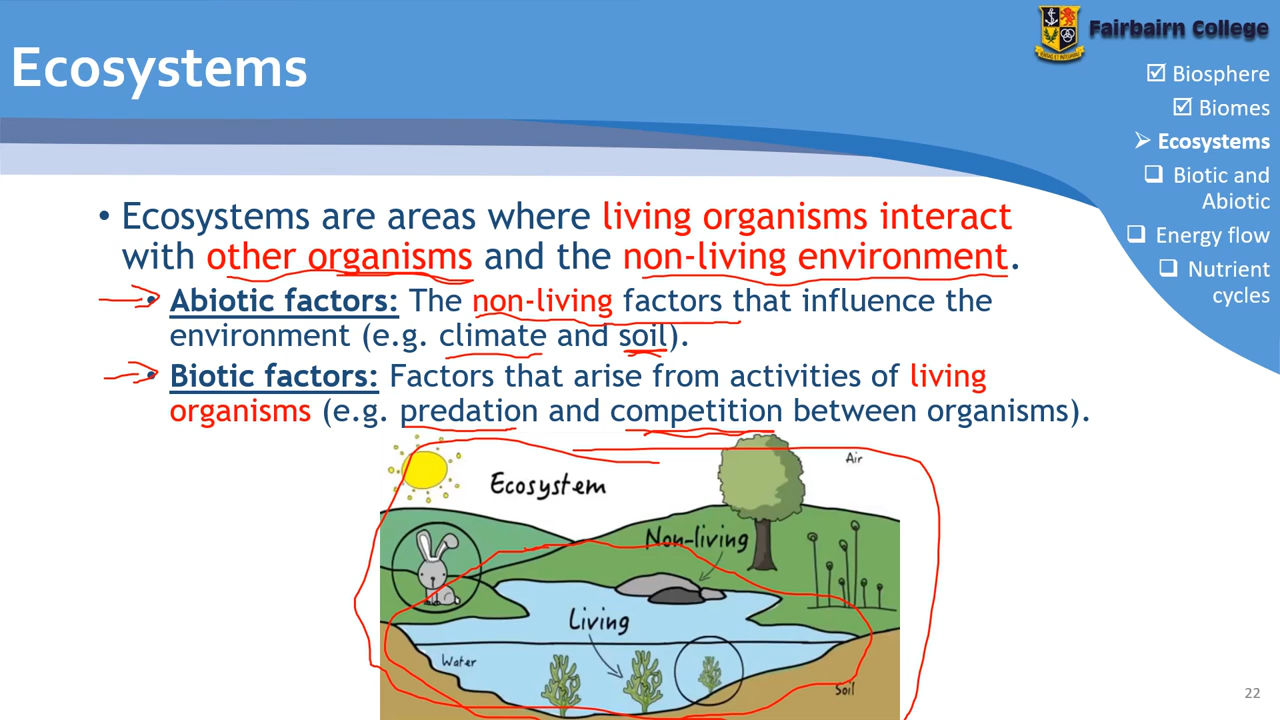 Fairbairn College
Ecosystems
☑ Biosphere
☑ Biomes
➢ Ecosystems
❑ Biotic and
Abiotic
❑ Energy flow
❑ Nutrient
cycles
• Ecosystems are areas where living organisms interact
with other organisms and the non-living environment.
• Abiotic factors: The non-living factors that influence the
environment (e.g. climate and soil).
• Biotic factors: Factors that arise from activities of living
organisms (e.g. predation and competition between organisms).
Air
Ecosystem
Non-living
Living
Water
Soil
22